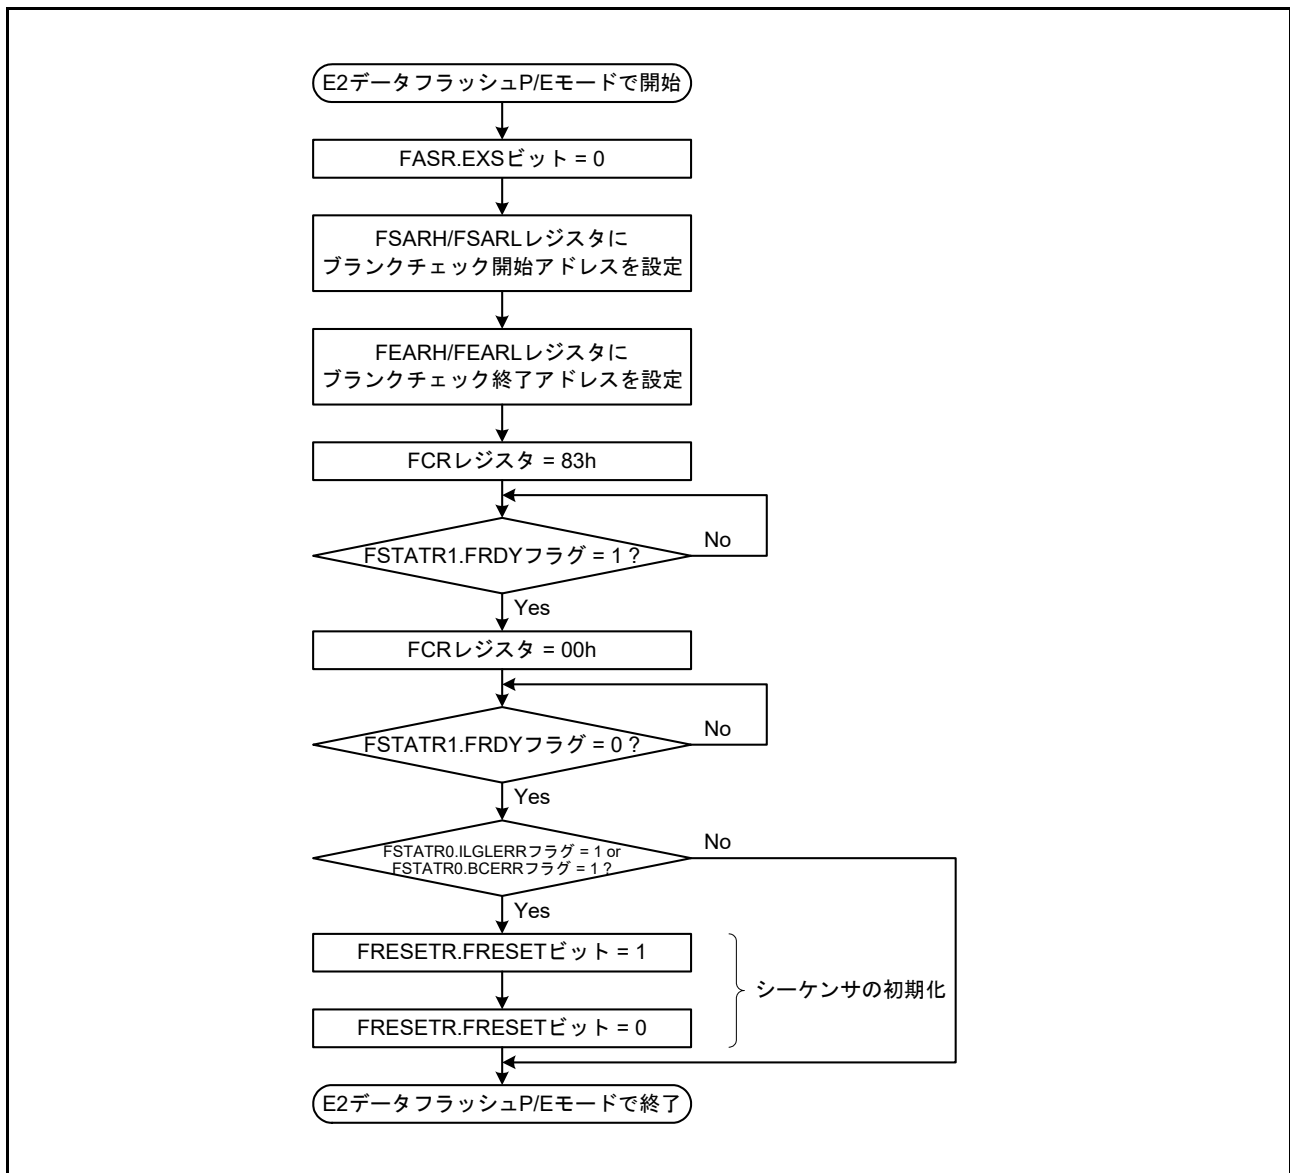 E2データフラッシュP/Eモードで開始
FASR.EXSビット = 0
FSARH/FSARLレジスタに
ブランクチェック開始アドレスを設定
FEARH/FEARLレジスタに
ブランクチェック終了アドレスを設定
FCRレジスタ = 83h
FSTATR1.FRDYフラグ = 1 ?
No
Yes
FCRレジスタ = 00h
FSTATR1.FRDYフラグ = 0 ?
No
Yes
FSTATR0.ILGLERRフラグ = 1 or
FSTATR0.BCERRフラグ = 1 ?
No
Yes
FRESETR.FRESETビット = 1
シーケンサの初期化
FRESETR.FRESETビット = 0
E2データフラッシュP/Eモードで終了